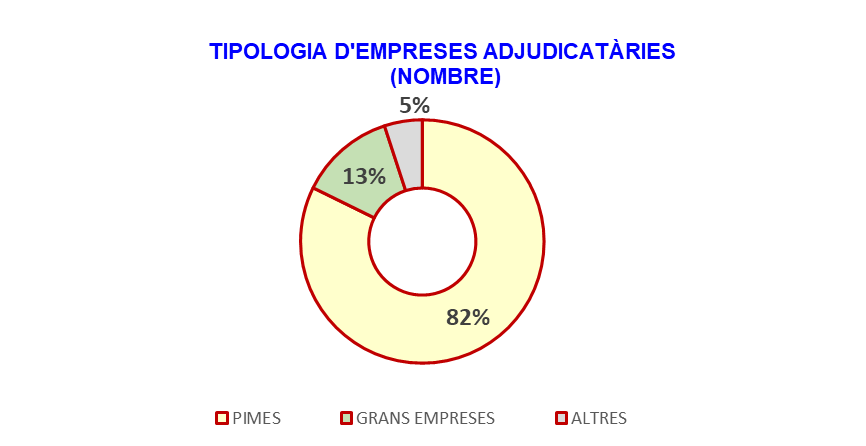 TIPOLOGIA D'EMPRESES ADJUDICATÀRIES
(NOMBRE)
5%
13%
82%
PIMES
GRANS EMPRESES
ALTRES